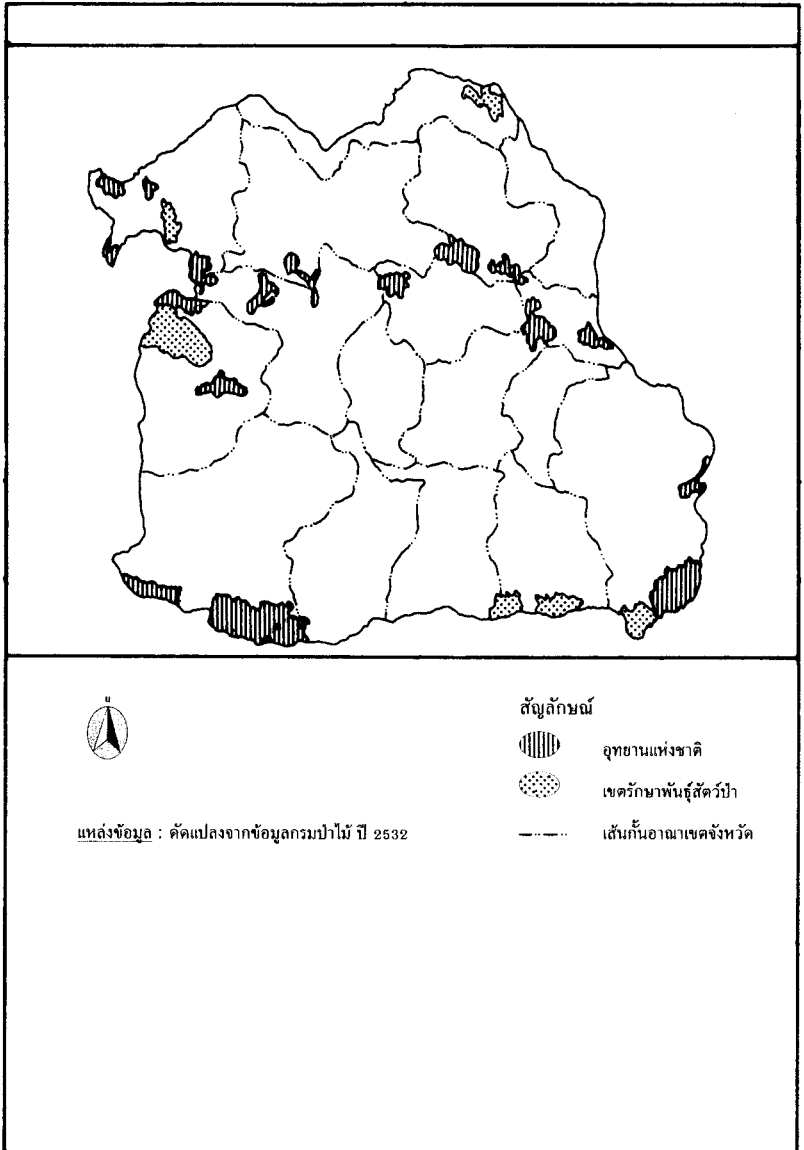 N
สัญลักษณ์
อุทยานแห่งชาติ
เขตรักษาพันธุ์สัตว์ป่า
แหล่งข้อมูล : ดัดแปลงจากข้อมูลกรมป่าไม้ ปี 2532
เส้นกั้นอาณาเขตจังหวัด